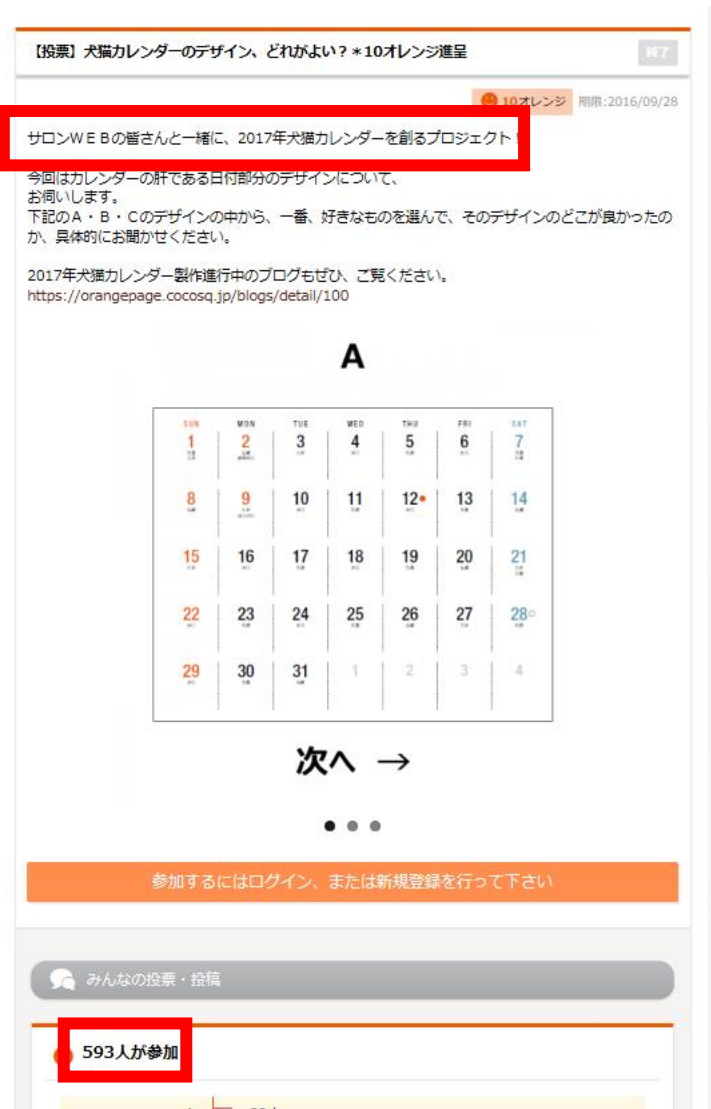 【投票】犬猫カレンダーのデザイン、どれがよい？＊10オレンジ進呈
終了
10オレンジ 期限:2016/09/28
サロンＷＥＢの皆さんと一緒に、2017年犬猫カレンダーを創るプロジェクト！
今回はカレンダーの肝である日付部分のデザインについて、
お伺いします。
下記のＡ・Ｂ・Ｃのデザインの中から、一番、好きなものを選んで、そのデザインのどこが良かったの
か、具体的にお聞かせください。
2017年犬猫カレンダー製作進行中のブログもぜひ、ご覧ください。
https://orangepage.cocosq.jp/blogs/detail/100
A
SUN MON TUE WED THU FRI SAT
1 2 3 4 5 6 7
8 9 10 11 12 13 14
15 16 17 18 19 20 21
22 23 24 25 26 27 28
29 30 31 1 2 3 4
次へ →
参加するにはログイン、または新規登録を行って下さい
みんなの投票・投稿
593人が参加